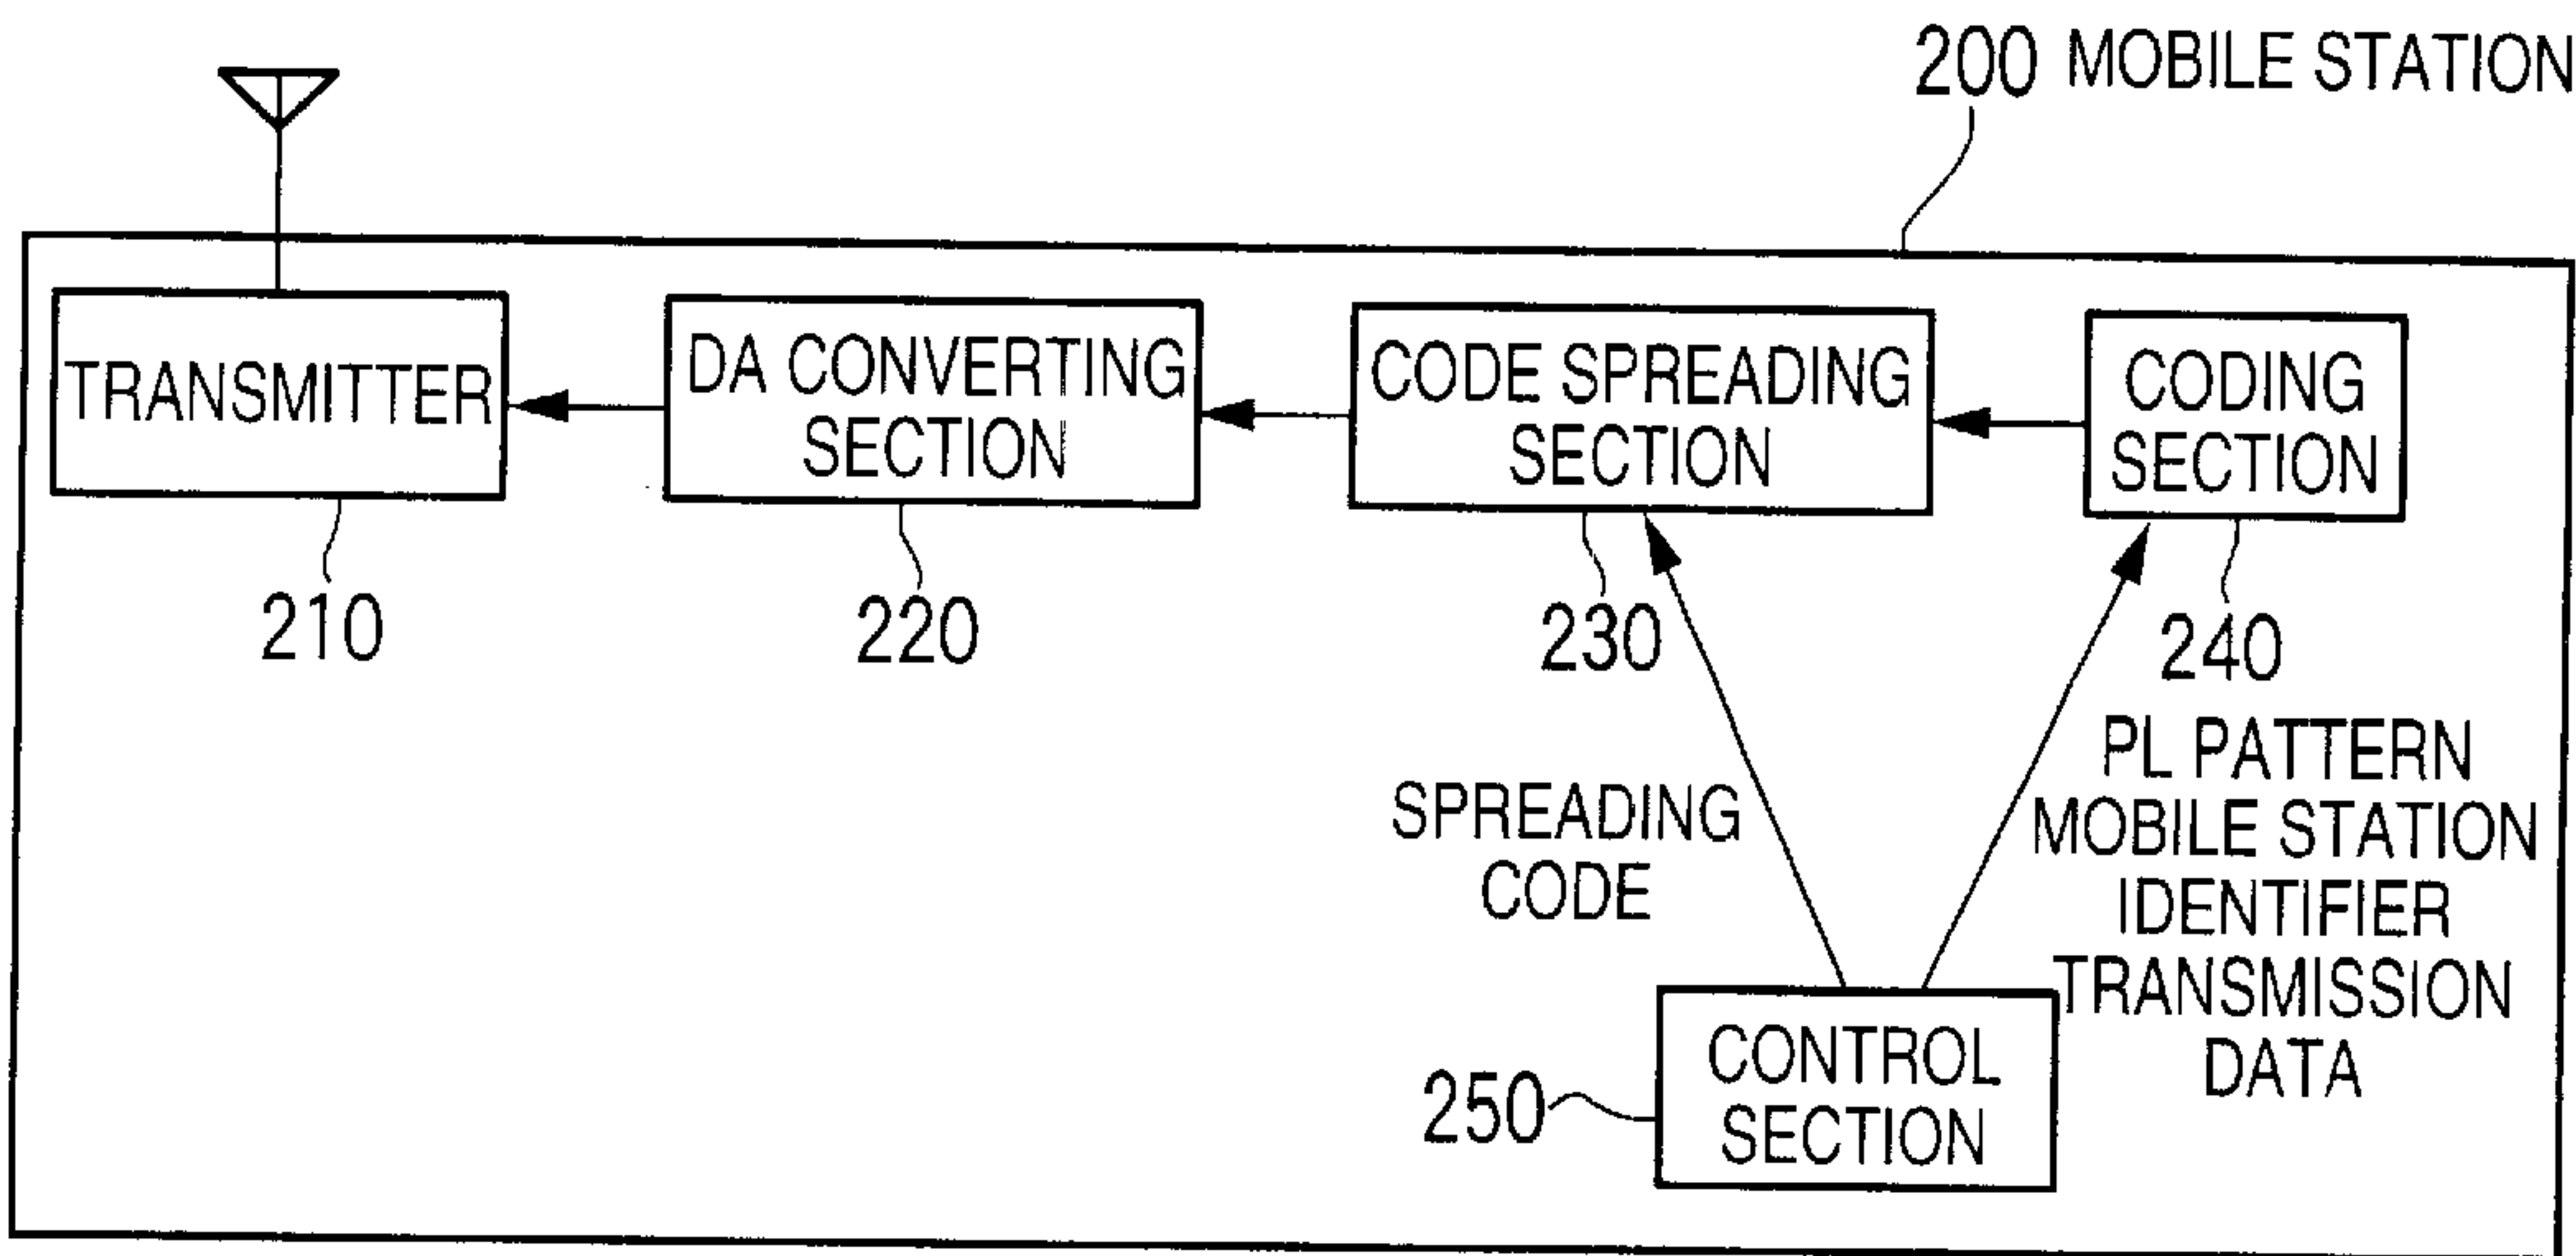 200 MOBILE STATION
TRANSMITTER
DA CONVERTING
SECTION
CODE SPREADING
SECTION
CODING
SECTION
210
220
230
240
SPREADING
CODE
PL PATTERN
MOBILE STATION
IDENTIFIER
TRANSMISSION
DATA
250
CONTROL
SECTION